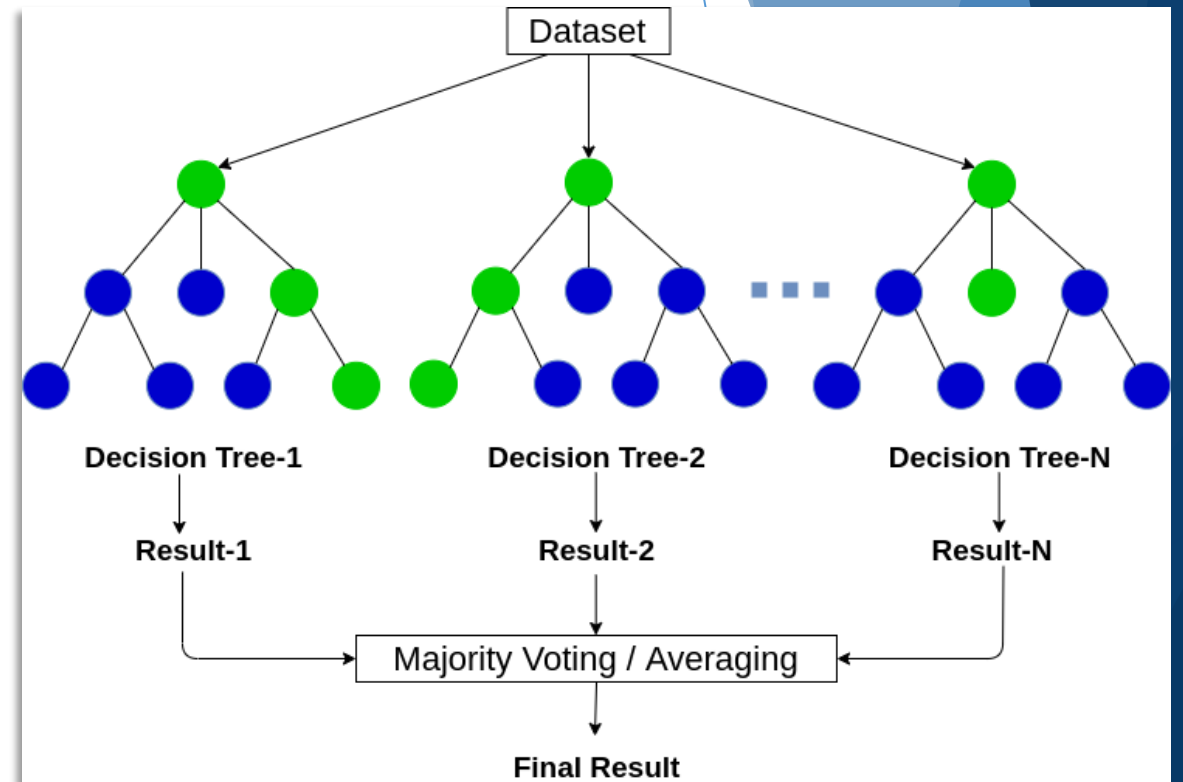 Dataset
Decision Tree-1
Decision Tree-2
Decision Tree-N
Result-1
Result-2
Result-N
Majority Voting / Averaging
Final Result